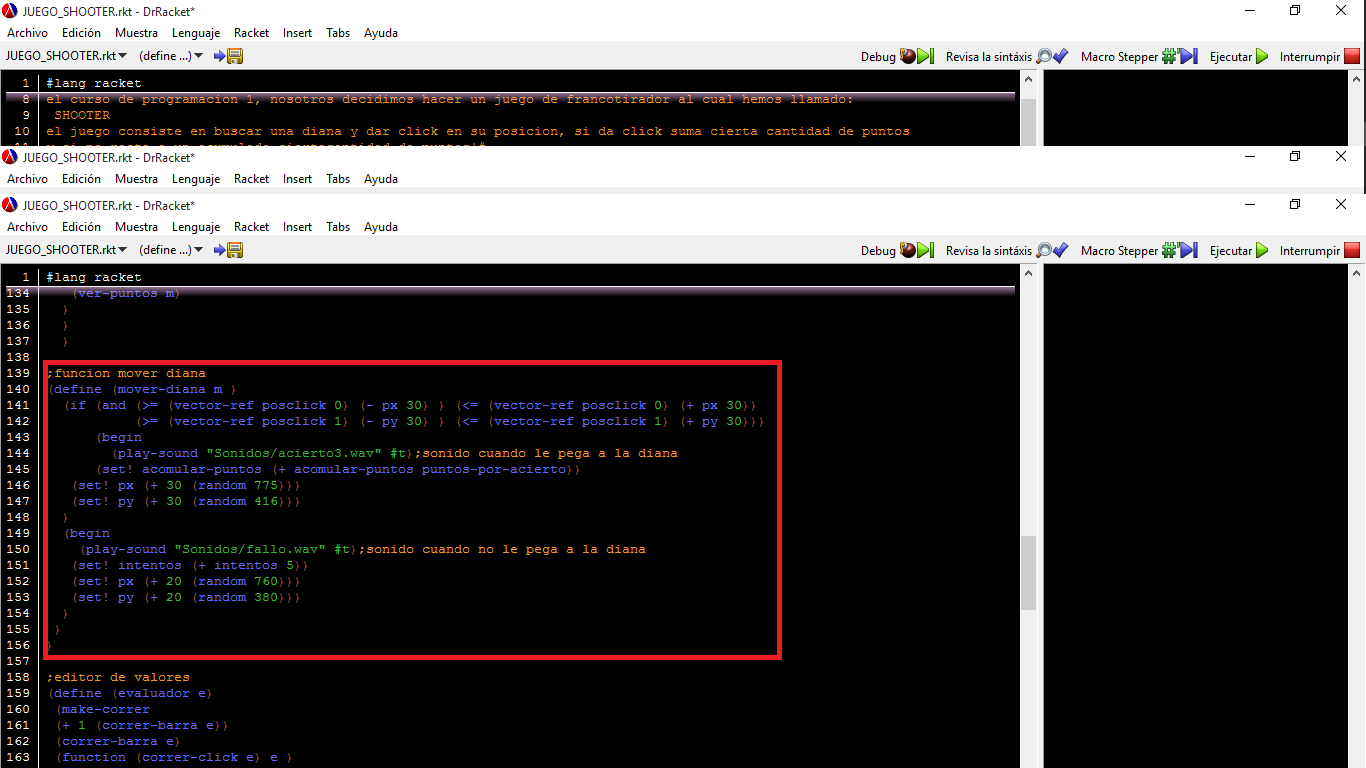 JUEGO_SHOOTER.rkt - DrRacket*
Archivo Edición Muestra Lenguaje Racket Insert Tabs Ayuda
JUEGO_SHOOTER.rkt (define ...) Debug Revisa la sintáxis Macro Stepper Ejecutar Interrumpir
1 #lang racket
8 el curso de programacion 1, nosotros decidimos hacer un juego de francotirador al cual hemos llamado:
9 SHOOTER
10 el juego consiste en buscar una diana y dar click en su posicion, si da click suma cierta cantidad de puntos
JUEGO_SHOOTER.rkt - DrRacket*
Archivo Edición Muestra Lenguaje Racket Insert Tabs Ayuda
JUEGO_SHOOTER.rkt - DrRacket*
Archivo Edición Muestra Lenguaje Racket Insert Tabs Ayuda
JUEGO_SHOOTER.rkt (define ...) Debug Revisa la sintáxis Macro Stepper Ejecutar Interrumpir
1 #lang racket
134 (ver-puntos m)
135 )
136 )
137 )
138
139 ;funcion mover diana
140 (define (mover-diana m )
141 (if (and (>= (vector-ref posclick 0) (- px 30) ) (<= (vector-ref posclick 0) (+ px 30))
142 (>= (vector-ref posclick 1) (- py 30) ) (<= (vector-ref posclick 1) (+ py 30)))
143 (begin
144 (play-sound "Sonidos/acierto3.wav" #t);sonido cuando le pega a la diana
145 (set! acomular-puntos (+ acomular-puntos puntos-por-acierto))
146 (set! px (+ 30 (random 775)))
147 (set! py (+ 30 (random 416)))
148 )
149 (begin
150 (play-sound "Sonidos/fallo.wav" #t);sonido cuando no le pega a la diana
151 (set! intentos (+ intentos 5))
152 (set! px (+ 20 (random 760)))
153 (set! py (+ 20 (random 380)))
154 )
155 )
156 )
157
158 ;editor de valores
159 (define (evaluador e)
160 (make-correr
161 (+ 1 (correr-barra e))
162 (correr-barra e)
163 (function (correr-click e) e )